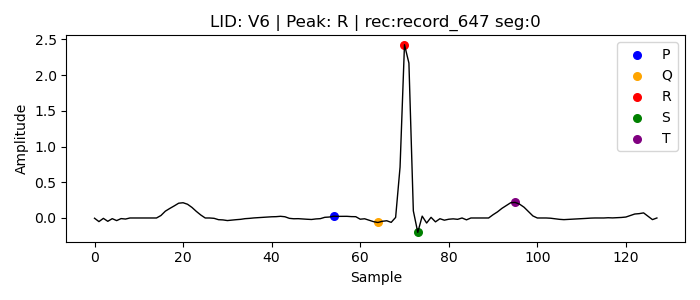 LID: V6 | Peak: R | rec:record_647 seg:0
2.5
2.0
1.5
1.0
0.5
0.0
Amplitude
P
Q
R
S
T
0 20 40 60 80 100 120
Sample